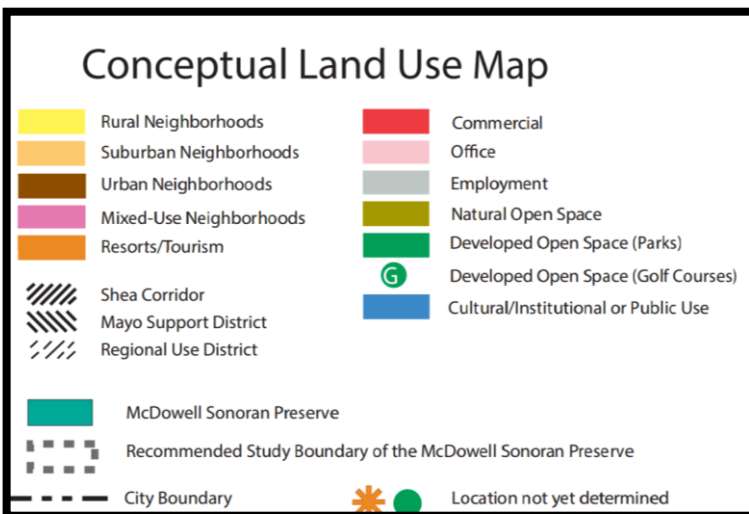 Conceptual Land Use Map
Rural Neighborhoods
Suburban Neighborhoods
Urban Neighborhoods
Mixed-Use Neighborhoods
Resorts/Tourism
Shea Corridor
Mayo Support District
Regional Use District
Commercial
Office
Employment
Natural Open Space
Developed Open Space (Parks)
G Developed Open Space (Golf Courses)
Cultural/Institutional or Public Use
McDowell Sonoran Preserve
Recommended Study Boundary of the McDowell Sonoran Preserve
City Boundary
Location not yet determined